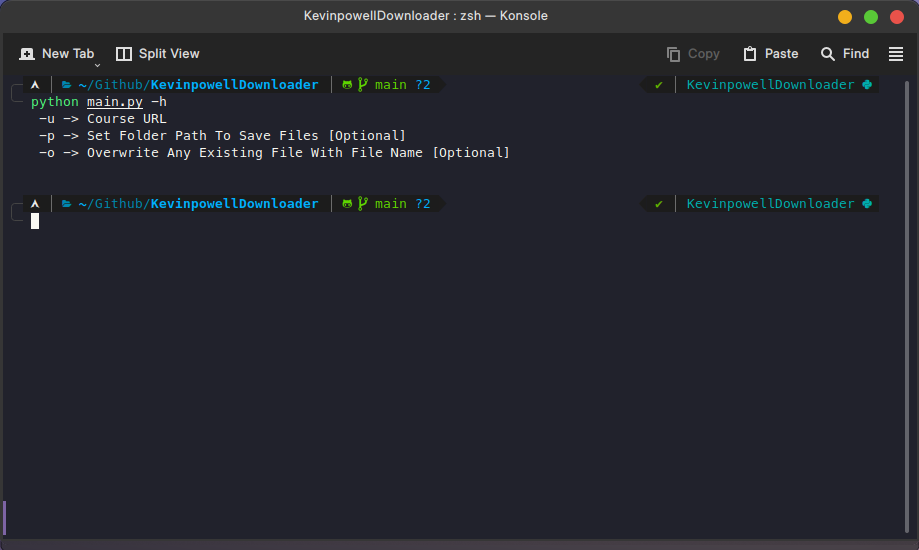 KevinpowellDownloader : zsh — Konsole
New Tab Split View Copy Paste Find
~/Github/KevinpowellDownloader main ?2 ✔ KevinpowellDownloader
python main.py -h
-u -> Course URL
-p -> Set Folder Path To Save Files [Optional]
-o -> Overwrite Any Existing File With File Name [Optional]
~/Github/KevinpowellDownloader main ?2 ✔ KevinpowellDownloader